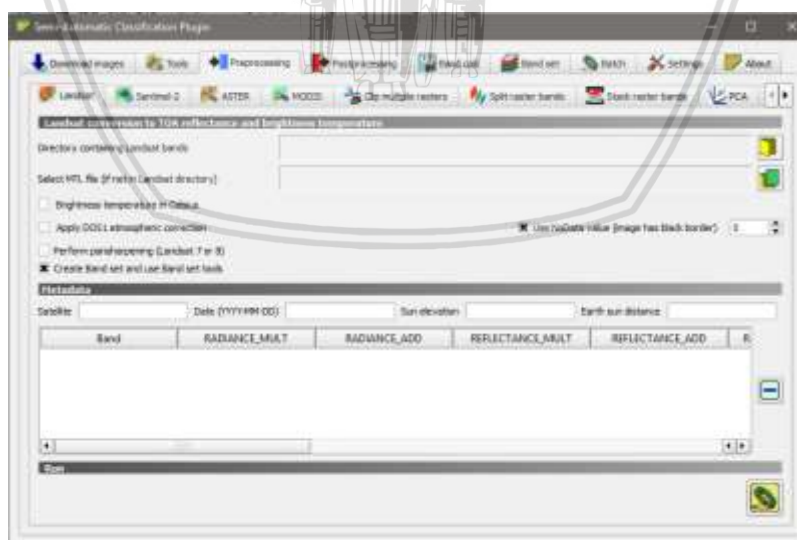 Semi-Automatic Classification Plugin
Download images Tools Preprocessing Postprocessing Band calc Band set Batch Settings About
Landsat Sentinel-2 ASTER MODIS Clip multiple rasters Split raster bands Stack raster bands PCA
Landsat conversion to TOA reflectance and brightness temperature
Directory containing Landsat bands
Select MTL file (if not in Landsat directory)
Brightness temperature in Celsius
Apply DOS1 atmospheric correction
Use NoData value (image has black border)
Perform pansharpening (Landsat 7 or 8)
Create Band set and use Band set tools
Metadata
Satellite Date (YYYY-MM-DD) Sun elevation Earth sun distance
Band RADIANCE_MULT RADIANCE_ADD REFLECTANCE_MULT REFLECTANCE_ADD
Run